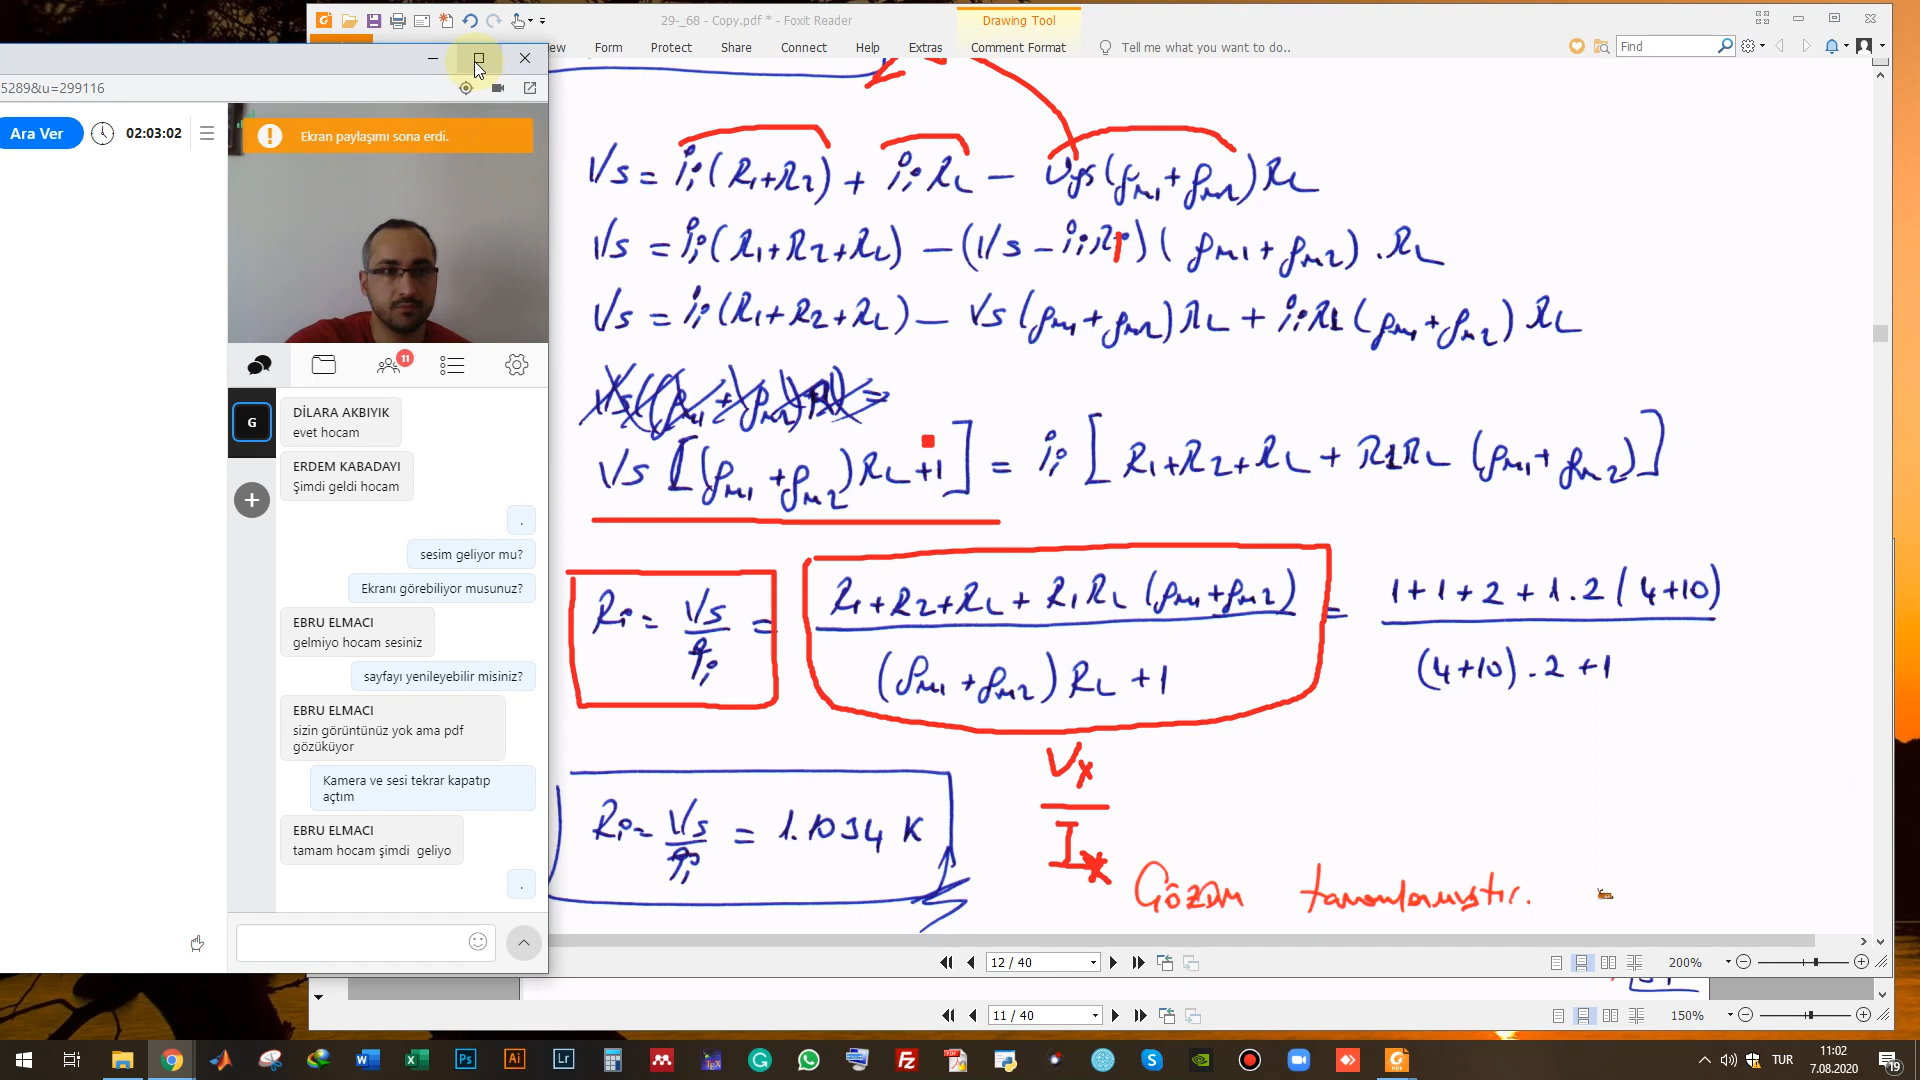 29-_68 - Copy.pdf * - Foxit Reader
Drawing Tool
ew Form Protect Share Connect Help Extras Comment Format Tell me what you want to do.. Find
5289&u=299116
Ara Ver 02:03:02
Ekran paylaşımı sona erdi.
11
G
DİLARA AKBIYIK
evet hocam
ERDEM KABADAYI
Şimdi geldi hocam
.
sesim geliyor mu?
Ekranı görebiliyor musunuz?
EBRU ELMACI
gelmiyo hocam sesiniz
sayfayı yenileyebilir misiniz?
EBRU ELMACI
sizin görüntünüz yok ama pdf
gözüküyor
Kamera ve sesi tekrar kapatıp
açtım
EBRU ELMACI
tamam hocam şimdi geliyo
.
Vs = ii(R1+R2) + ii RL - Vgs(gm1+gm2)RL
Vs = ii(R1+R2+RL) - (Vs - iiR1)(gm1+gm2).RL
Vs = ii(R1+R2+RL) - Vs(gm1+gm2)RL + iiR1(gm1+gm2)RL
Vs[(gm1+gm2)RL+1] = ii[R1+R2+RL+R1RL(gm1+gm2)]
Ri = Vs/ii = R1+R2+RL+R1RL(gm1+gm2) / (gm1+gm2)RL+1 = 1+1+2+1.2(4+10) / (4+10).2+1
Vx / Ix
Ri = Vs/ii = 1.1034 K
Çözüm tamamlanmıştır.
12 / 40 200%
11 / 40 150%
TUR 11:02
7.08.2020
19